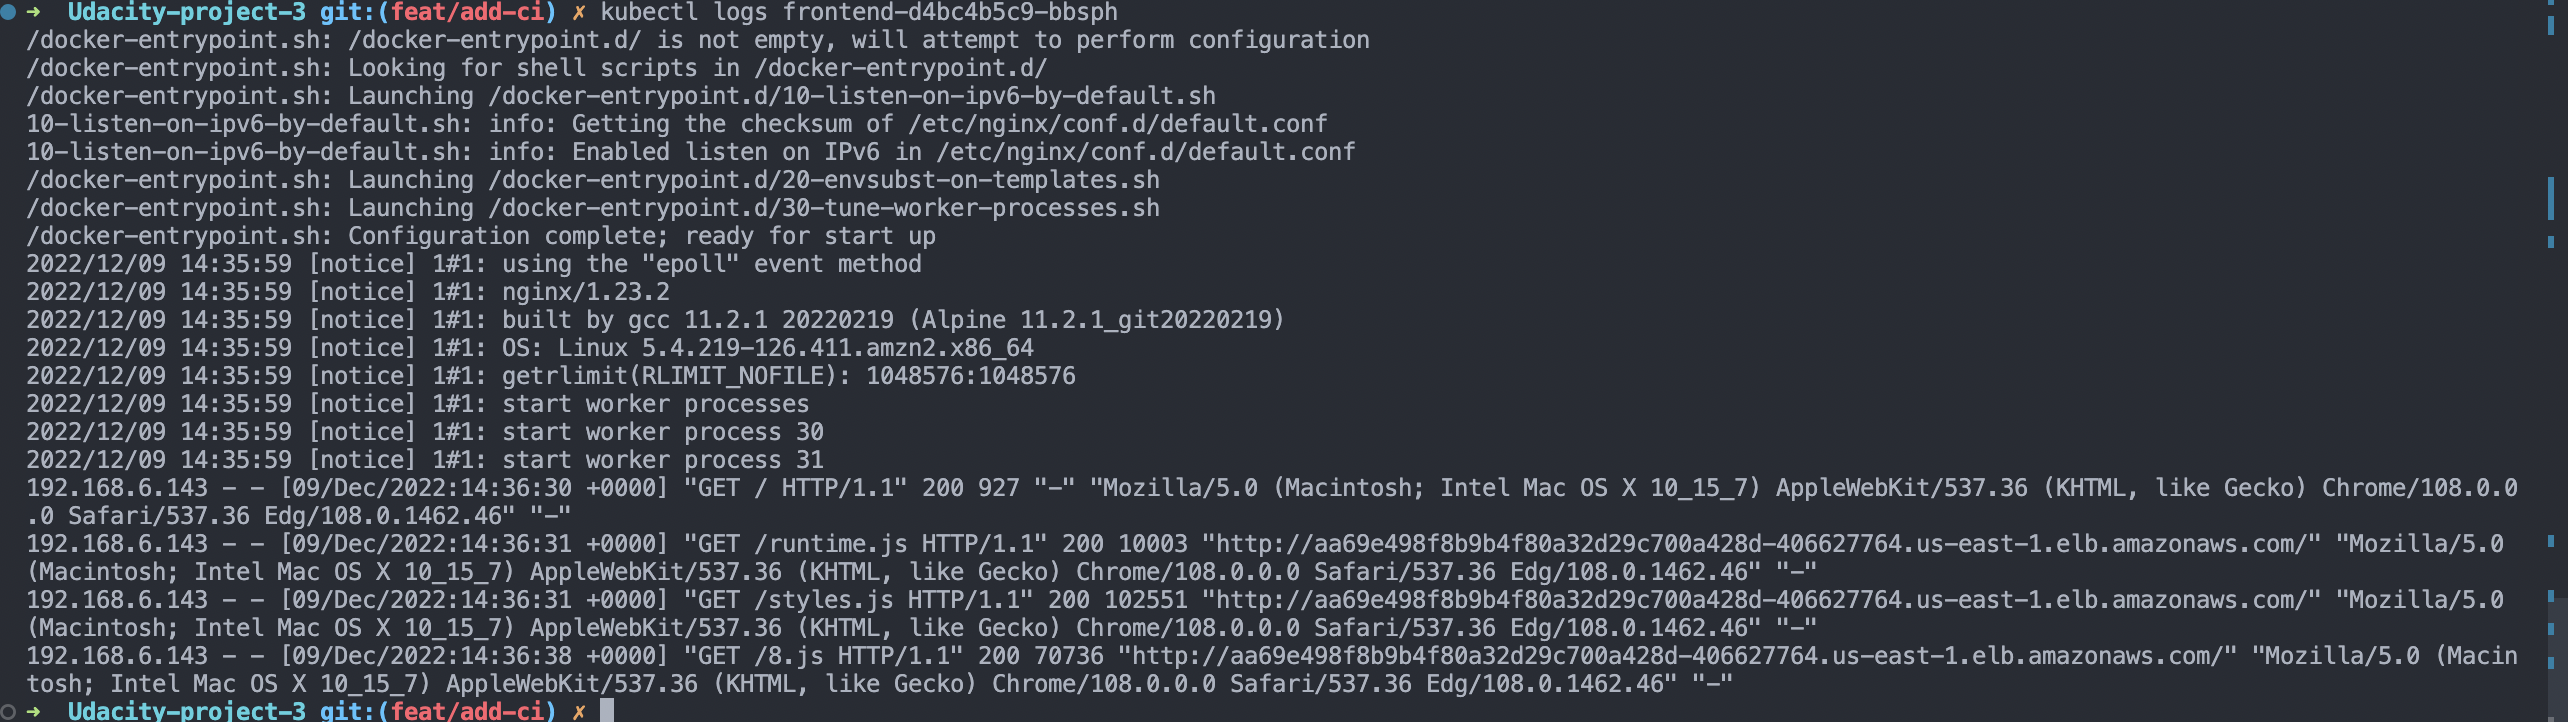 ➜  Udacity-project-3 git:(feat/add-ci) ✗ kubectl logs frontend-d4bc4b5c9-bbsph
/docker-entrypoint.sh: /docker-entrypoint.d/ is not empty, will attempt to perform configuration
/docker-entrypoint.sh: Looking for shell scripts in /docker-entrypoint.d/
/docker-entrypoint.sh: Launching /docker-entrypoint.d/10-listen-on-ipv6-by-default.sh
10-listen-on-ipv6-by-default.sh: info: Getting the checksum of /etc/nginx/conf.d/default.conf
10-listen-on-ipv6-by-default.sh: info: Enabled listen on IPv6 in /etc/nginx/conf.d/default.conf
/docker-entrypoint.sh: Launching /docker-entrypoint.d/20-envsubst-on-templates.sh
/docker-entrypoint.sh: Launching /docker-entrypoint.d/30-tune-worker-processes.sh
/docker-entrypoint.sh: Configuration complete; ready for start up
2022/12/09 14:35:59 [notice] 1#1: using the "epoll" event method
2022/12/09 14:35:59 [notice] 1#1: nginx/1.23.2
2022/12/09 14:35:59 [notice] 1#1: built by gcc 11.2.1 20220219 (Alpine 11.2.1_git20220219)
2022/12/09 14:35:59 [notice] 1#1: OS: Linux 5.4.219-126.411.amzn2.x86_64
2022/12/09 14:35:59 [notice] 1#1: getrlimit(RLIMIT_NOFILE): 1048576:1048576
2022/12/09 14:35:59 [notice] 1#1: start worker processes
2022/12/09 14:35:59 [notice] 1#1: start worker process 30
2022/12/09 14:35:59 [notice] 1#1: start worker process 31
192.168.6.143 - - [09/Dec/2022:14:36:30 +0000] "GET / HTTP/1.1" 200 927 "-" "Mozilla/5.0 (Macintosh; Intel Mac OS X 10_15_7) AppleWebKit/537.36 (KHTML, like Gecko) Chrome/108.0.0
.0 Safari/537.36 Edg/108.0.1462.46" "-"
192.168.6.143 - - [09/Dec/2022:14:36:31 +0000] "GET /runtime.js HTTP/1.1" 200 10003 "http://aa69e498f8b9b4f80a32d29c700a428d-406627764.us-east-1.elb.amazonaws.com/" "Mozilla/5.0
(Macintosh; Intel Mac OS X 10_15_7) AppleWebKit/537.36 (KHTML, like Gecko) Chrome/108.0.0.0 Safari/537.36 Edg/108.0.1462.46" "-"
192.168.6.143 - - [09/Dec/2022:14:36:31 +0000] "GET /styles.js HTTP/1.1" 200 102551 "http://aa69e498f8b9b4f80a32d29c700a428d-406627764.us-east-1.elb.amazonaws.com/" "Mozilla/5.0
(Macintosh; Intel Mac OS X 10_15_7) AppleWebKit/537.36 (KHTML, like Gecko) Chrome/108.0.0.0 Safari/537.36 Edg/108.0.1462.46" "-"
192.168.6.143 - - [09/Dec/2022:14:36:38 +0000] "GET /8.js HTTP/1.1" 200 70736 "http://aa69e498f8b9b4f80a32d29c700a428d-406627764.us-east-1.elb.amazonaws.com/" "Mozilla/5.0 (Macin
tosh; Intel Mac OS X 10_15_7) AppleWebKit/537.36 (KHTML, like Gecko) Chrome/108.0.0.0 Safari/537.36 Edg/108.0.1462.46" "-"
➜  Udacity-project-3 git:(feat/add-ci) ✗